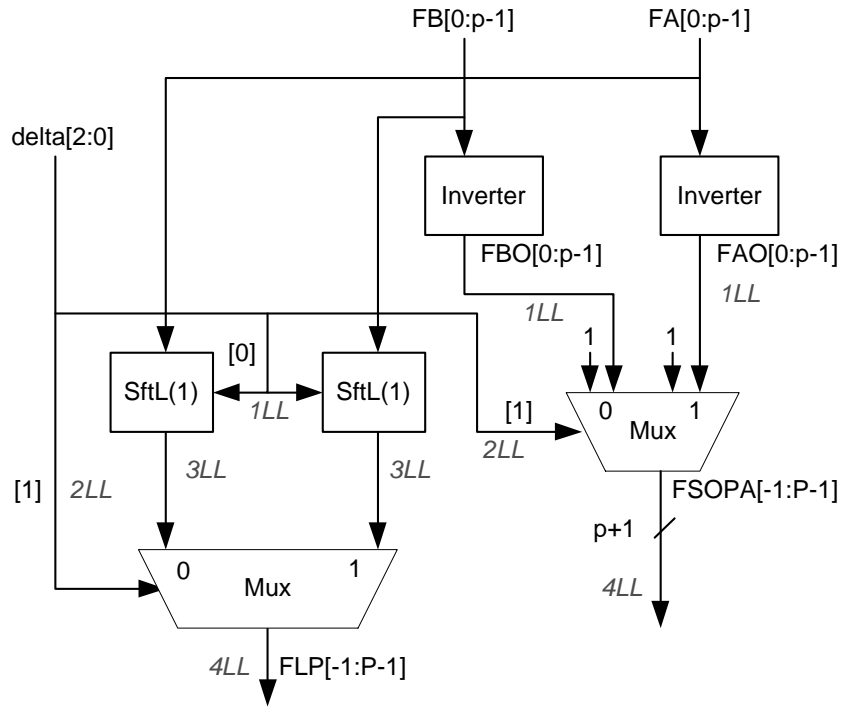 FB[0:p-1]
FA[0:p-1]
delta[2:0]
Inverter
Inverter
FBO[0:p-1]
FAO[0:p-1]
1LL
1LL
1
1
[0]
SftL(1)
SftL(1)
1LL
[1]
2LL
0
1
Mux
3LL
3LL
[1]
2LL
FSOPA[-1:P-1]
p+1
0
1
Mux
4LL
4LL
FLP[-1:P-1]